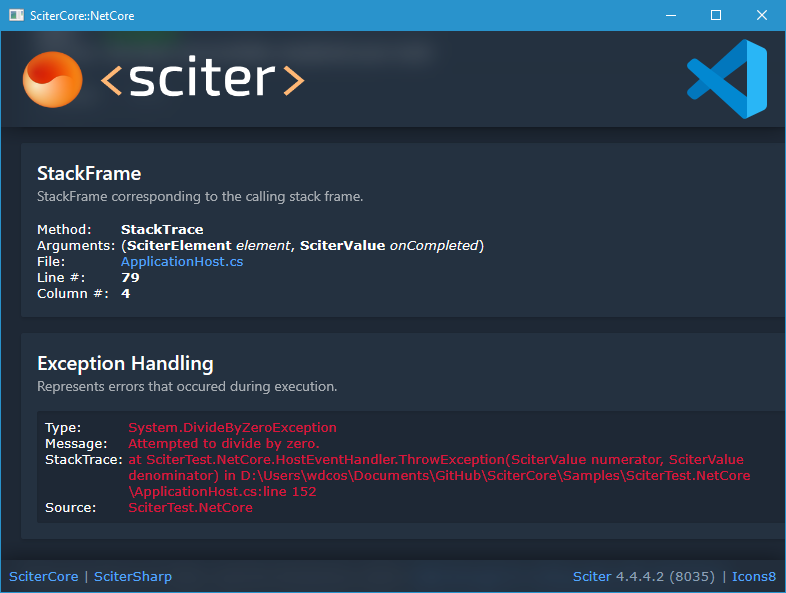 SciterCore::NetCore
<sciter>
StackFrame
StackFrame corresponding to the calling stack frame.
Method: StackTrace
Arguments: (SciterElement element, SciterValue onCompleted)
File: ApplicationHost.cs
Line #: 79
Column #: 4
Exception Handling
Represents errors that occured during execution.
Type: System.DivideByZeroException
Message: Attempted to divide by zero.
StackTrace: at SciterTest.NetCore.HostEventHandler.ThrowException(SciterValue numerator, SciterValue
denominator) in D:\Users\wdcos\Documents\GitHub\SciterCore\Samples\SciterTest.NetCore
\ApplicationHost.cs:line 152
Source: SciterTest.NetCore
SciterCore | SciterSharp Sciter 4.4.4.2 (8035) | Icons8